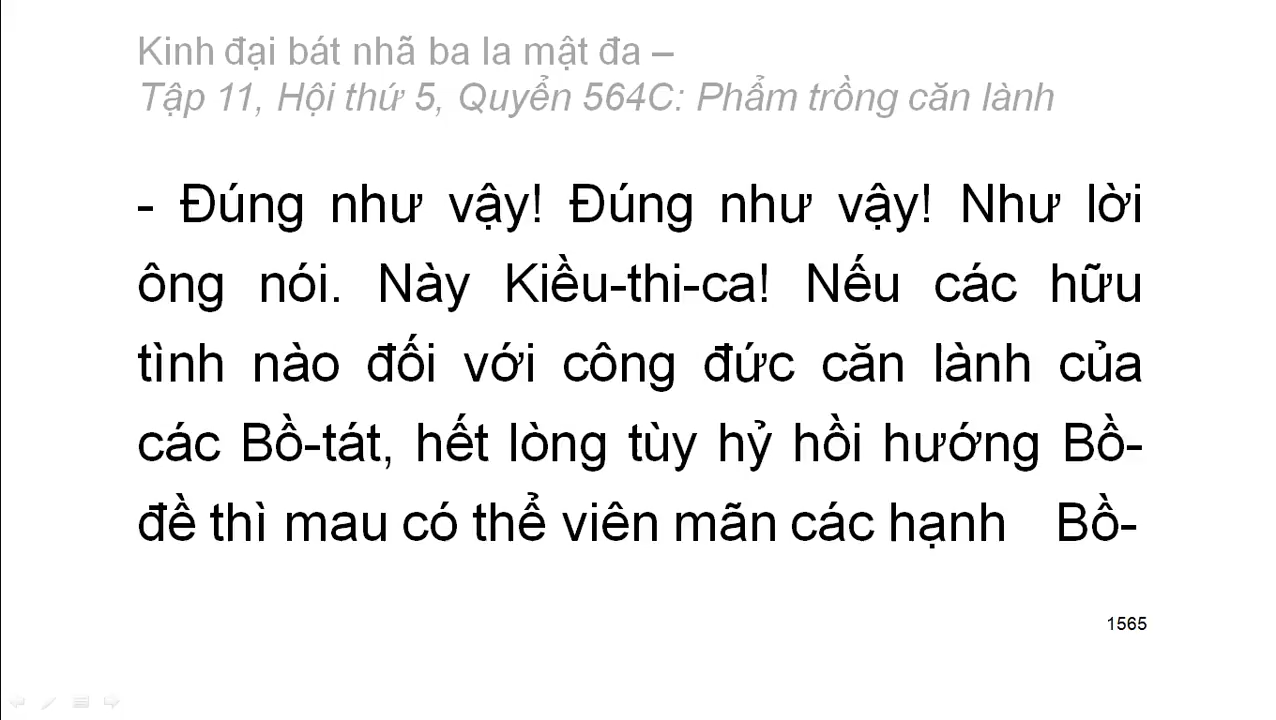 Kinh đại bát nhã ba la mật đa –
Tập 11, Hội thứ 5, Quyển 564C: Phẩm trồng căn lành
- Đúng như vậy! Đúng như vậy! Như lời
ông nói. Này Kiều-thi-ca! Nếu các hữu
tình nào đối với công đức căn lành của
các Bồ-tát, hết lòng tùy hỷ hồi hướng Bồ-
đề thì mau có thể viên mãn các hạnh Bồ-
1565